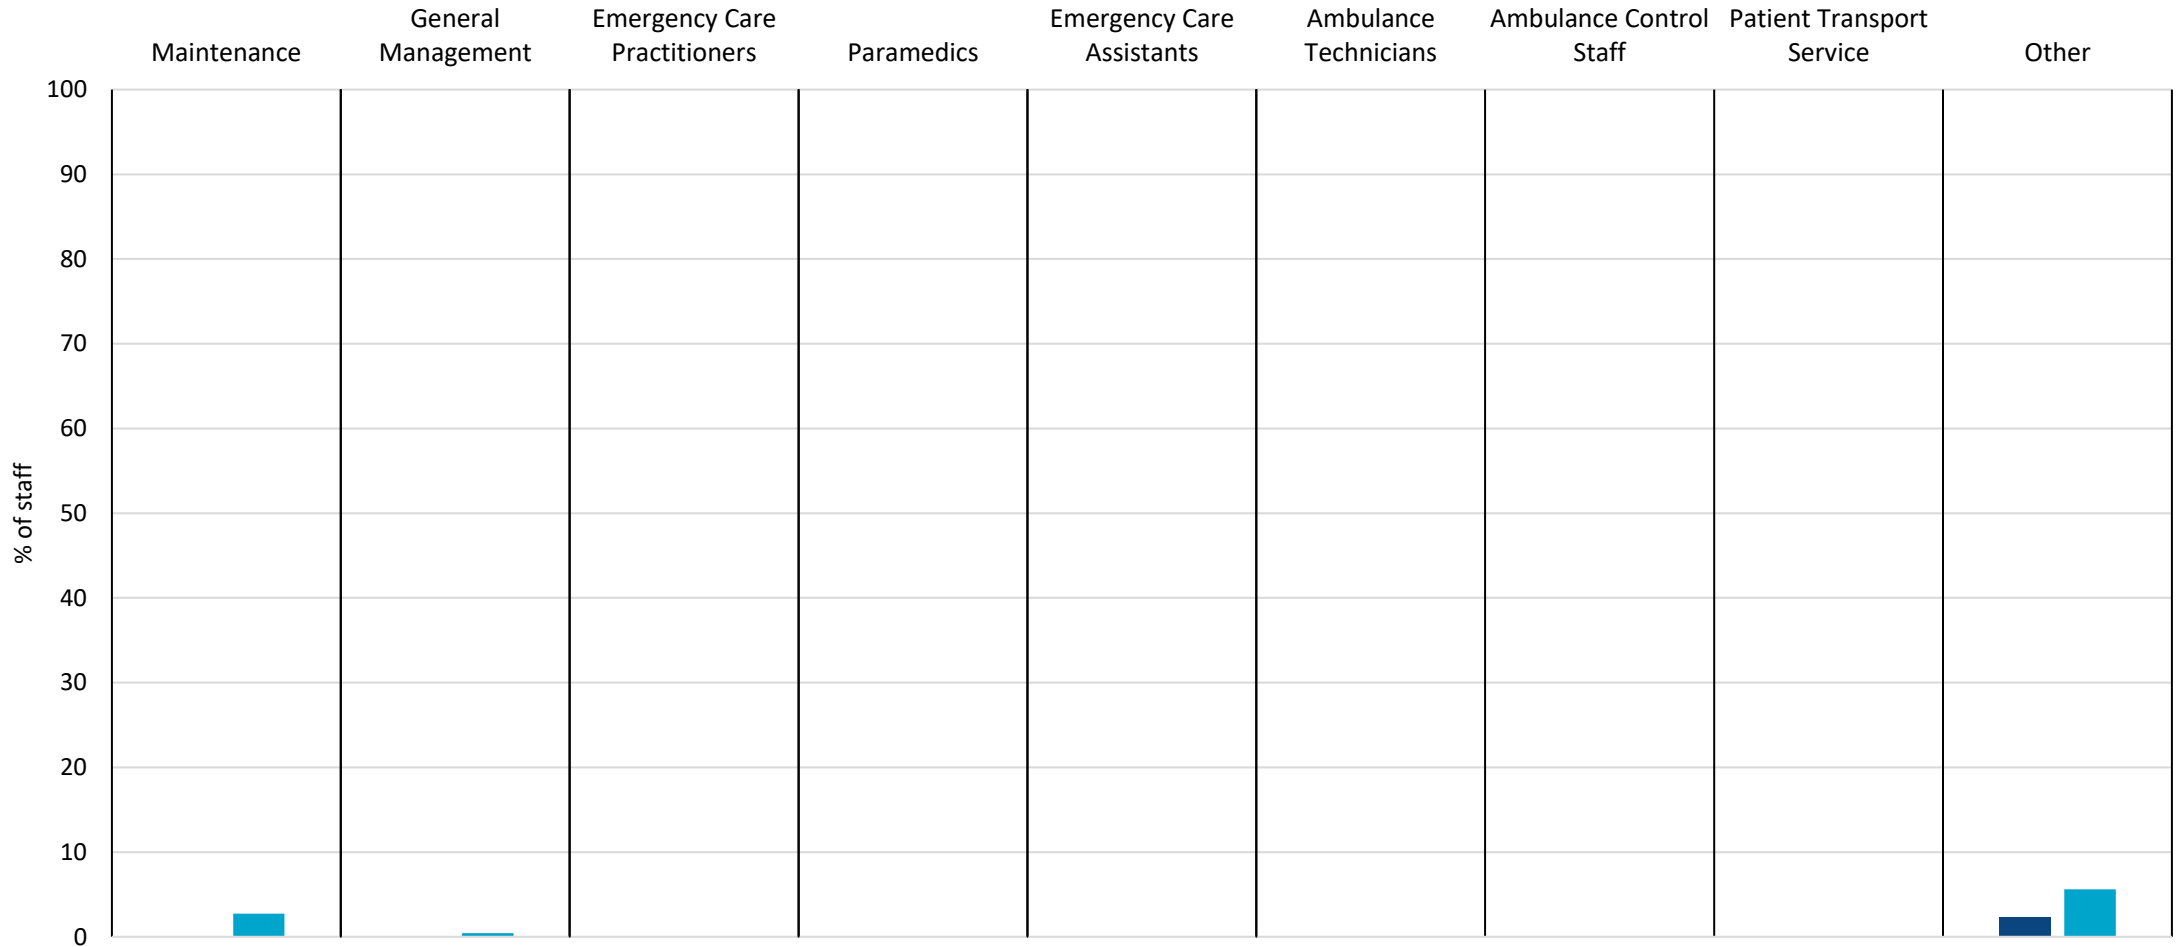 Maintenance
General
Management
Emergency Care
Practitioners
Paramedics
Emergency Care
Assistants
Ambulance
Technicians
Ambulance Control
Staff
Patient Transport
Service
Other
% of staff
100
90
80
70
60
50
40
30
20
10
0